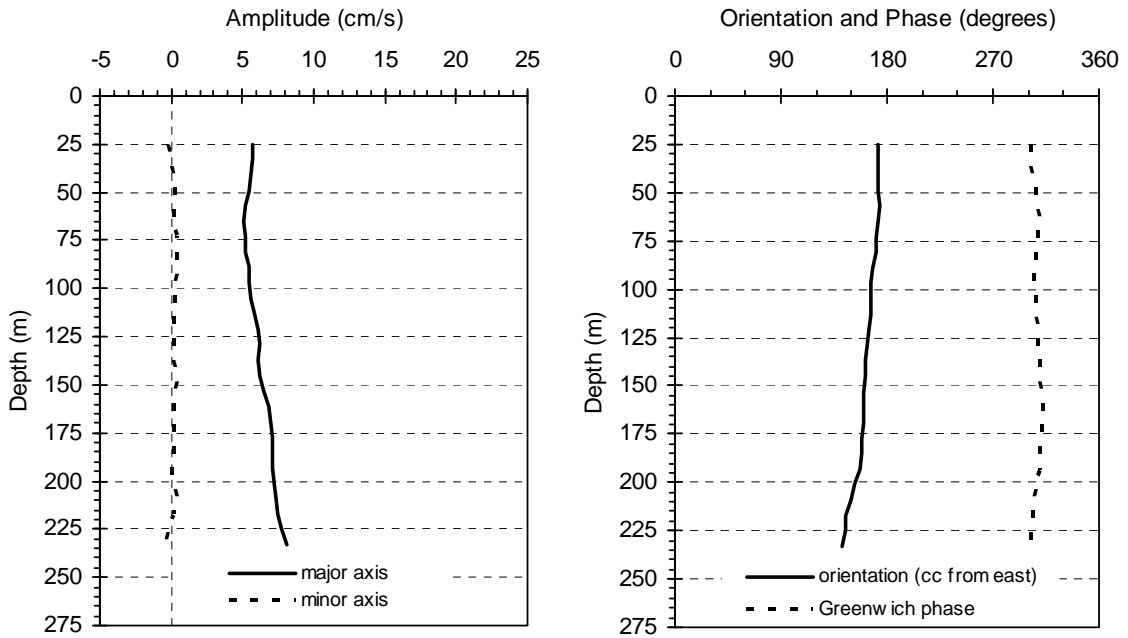 Amplitude (cm/s)
-5 0 5 10 15 20 25
0
25
50
75
100
125
150
175
200
225
250
275
Depth (m)
major axis
minor axis
Orientation and Phase (degrees)
0 90 180 270 360
0
25
50
75
100
125
150
175
200
225
250
275
Depth (m)
orientation (cc from east)
Greenwich phase